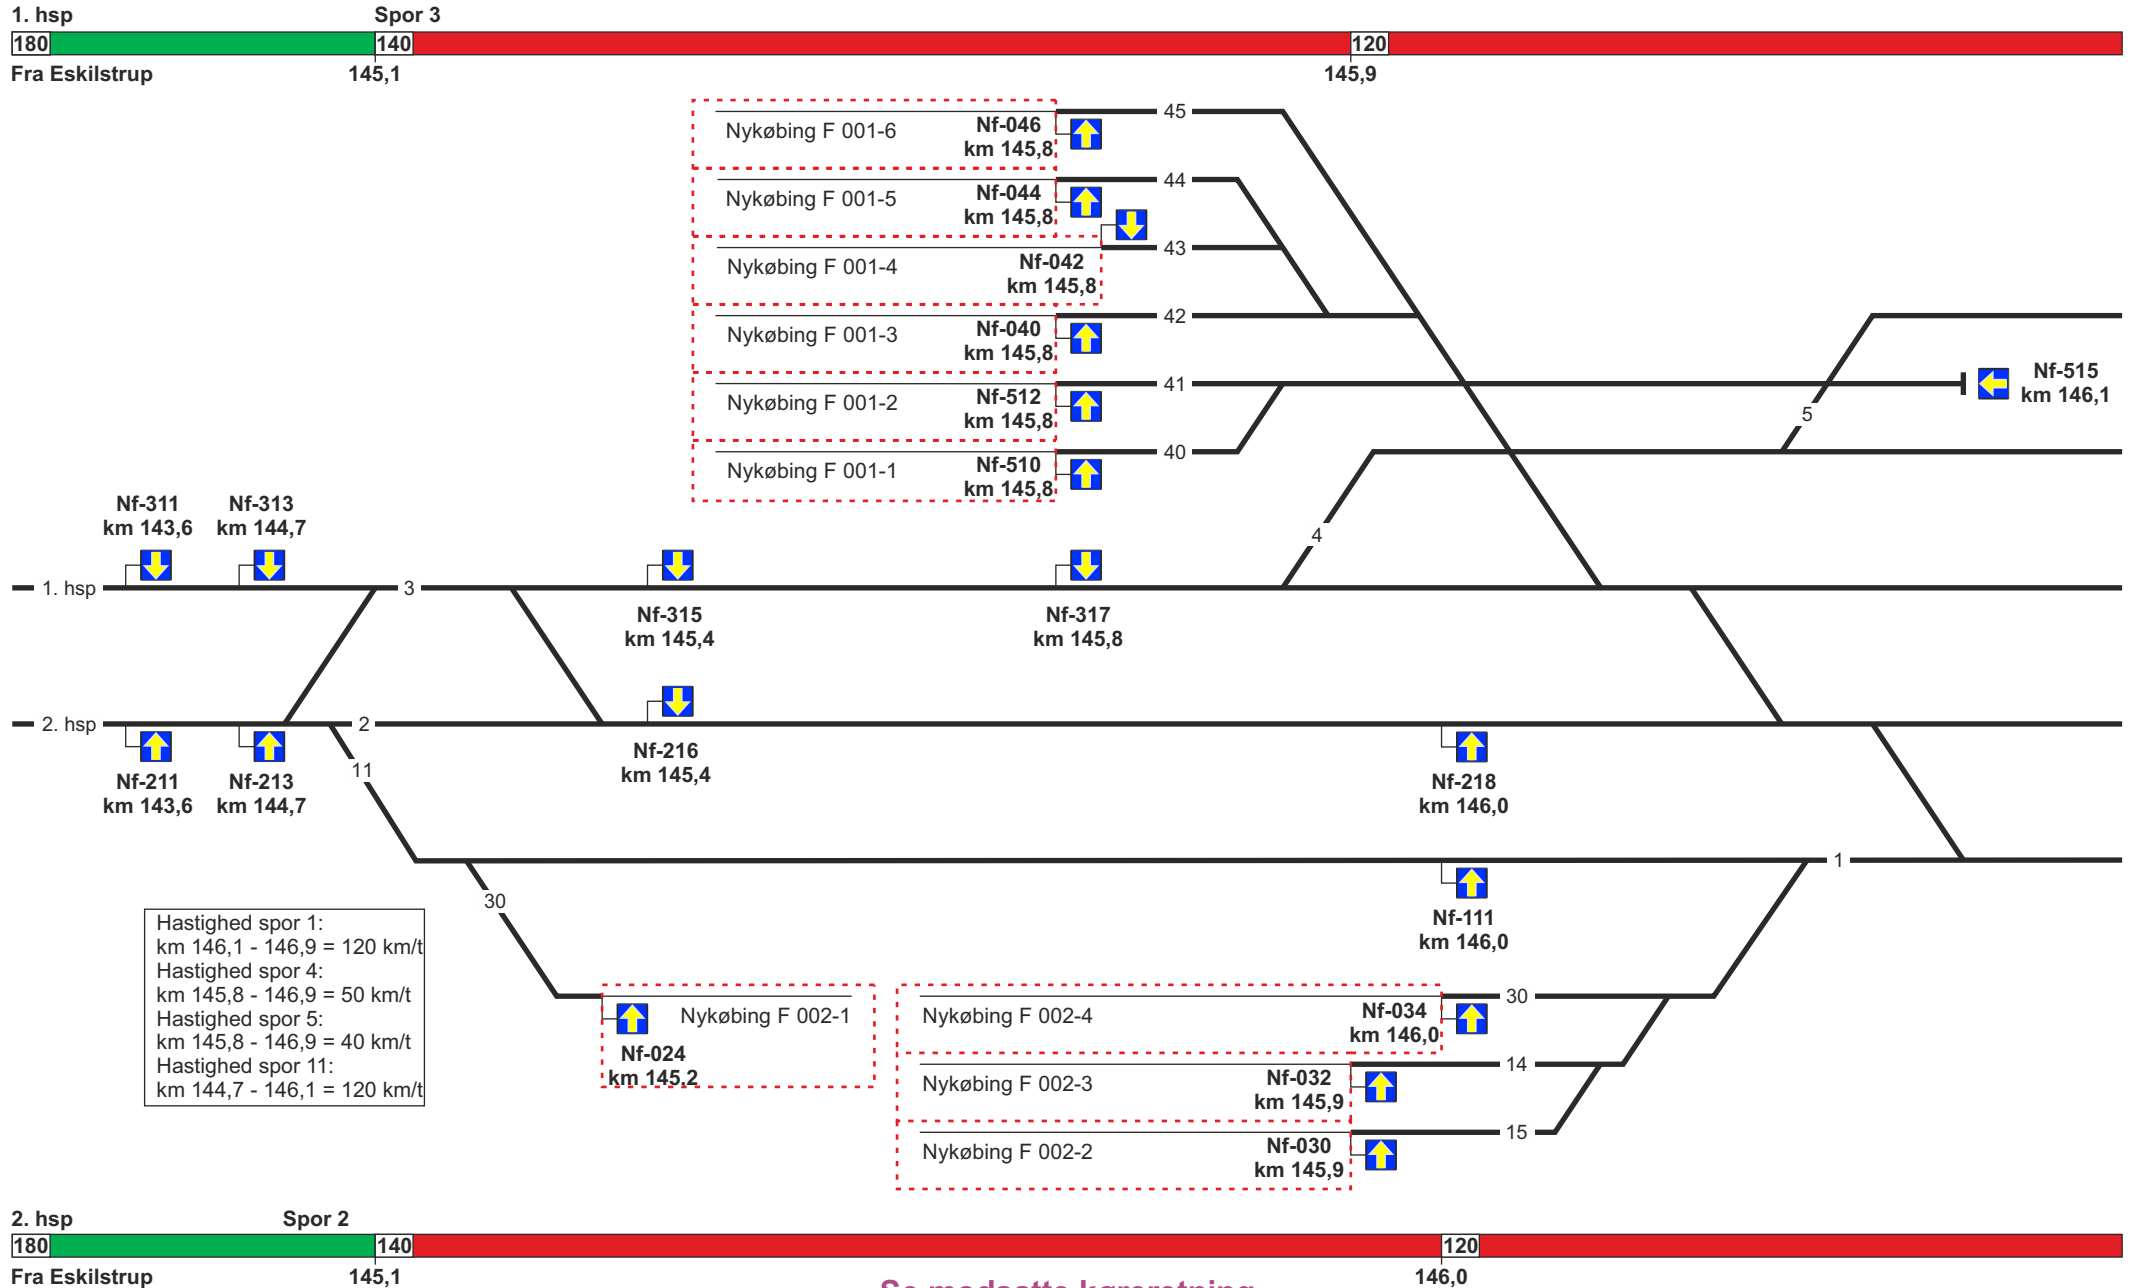 1. hsp
Spor 3
180
140
120
Fra Eskilstrup
145,1
145,9
45
Nykøbing F 001-6
Nf-046
km 145,8
44
Nykøbing F 001-5
Nf-044
km 145,8
43
Nykøbing F 001-4
Nf-042
km 145,8
42
Nykøbing F 001-3
Nf-040
km 145,8
41
Nykøbing F 001-2
Nf-512
km 145,8
Nf-515
km 146,1
5
40
Nykøbing F 001-1
Nf-510
km 145,8
Nf-311
km 143,6
Nf-313
km 144,7
4
1. hsp
3
Nf-315
km 145,4
Nf-317
km 145,8
2. hsp
2
11
Nf-211
km 143,6
Nf-213
km 144,7
Nf-216
km 145,4
Nf-218
km 146,0
1
30
Nf-111
km 146,0
Hastighed spor 1:
km 146,1 - 146,9 = 120 km/t
Hastighed spor 4:
km 145,8 - 146,9 = 50 km/t
Hastighed spor 5:
km 145,8 - 146,9 = 40 km/t
Hastighed spor 11:
km 144,7 - 146,1 = 120 km/t
Nykøbing F 002-1
Nf-024
km 145,2
30
Nykøbing F 002-4
Nf-034
km 146,0
14
Nykøbing F 002-3
Nf-032
km 145,9
15
Nykøbing F 002-2
Nf-030
km 145,9
2. hsp
Spor 2
180
140
120
Fra Eskilstrup
145,1
146,0
Se modsatte køreretning